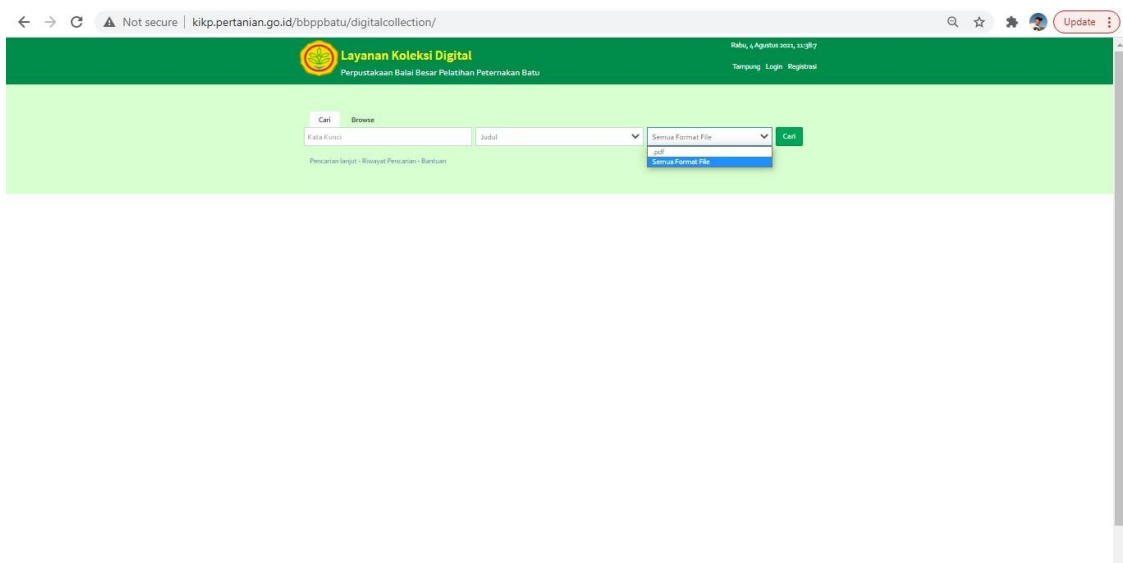 Not secure | kikp.pertanian.go.id/bbppbatu/digitalcollection/
Update
Layanan Koleksi Digital
Perpustakaan Balai Besar Pelatihan Peternakan Batu
Rabu, 4 Agustus 2021, 11:38:7
Tampung Login Registrasi
Cari Browse
Kata Kunci Judul Semua Format File Cari
.pdf
Semua Format File
Pencarian lanjut - Riwayat Pencarian - Bantuan